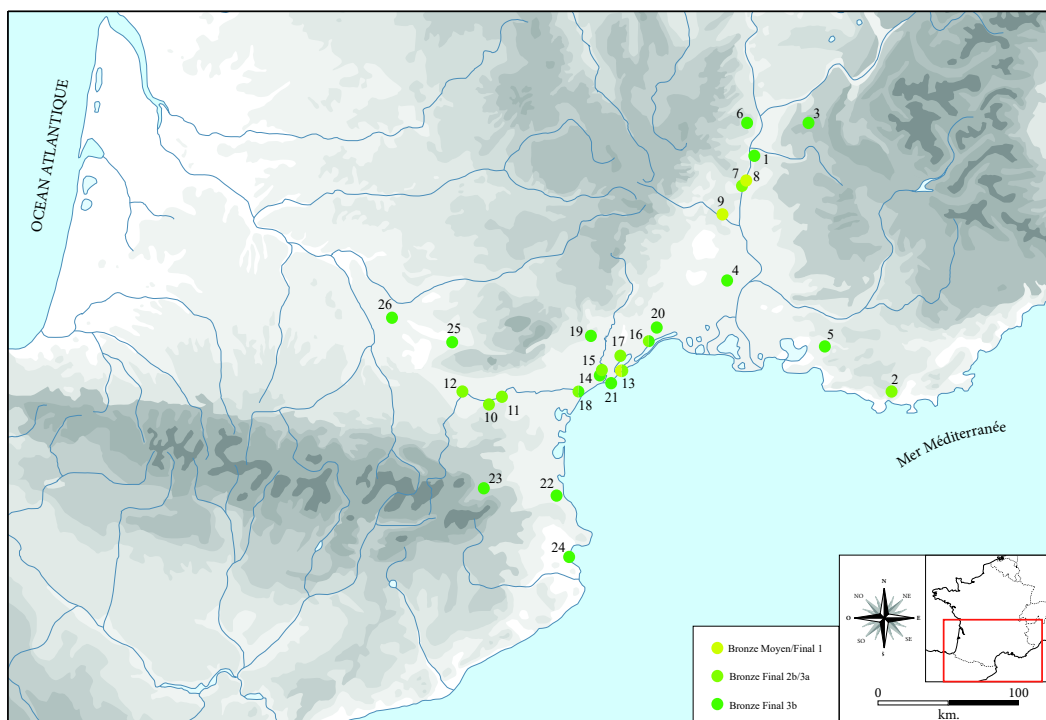 OCEAN ATLANTIQUE
6
3
1
7
8
9
4
26
25
19
20
17
16
5
15
12
14
13
2
11
10
18
21
Mer Méditerranée
23
22
24
N
NO
NE
O
E
SO
SE
S
Bronze Moyen/Final 1
Bronze Final 2b/3a
Bronze Final 3b
0
100
km.